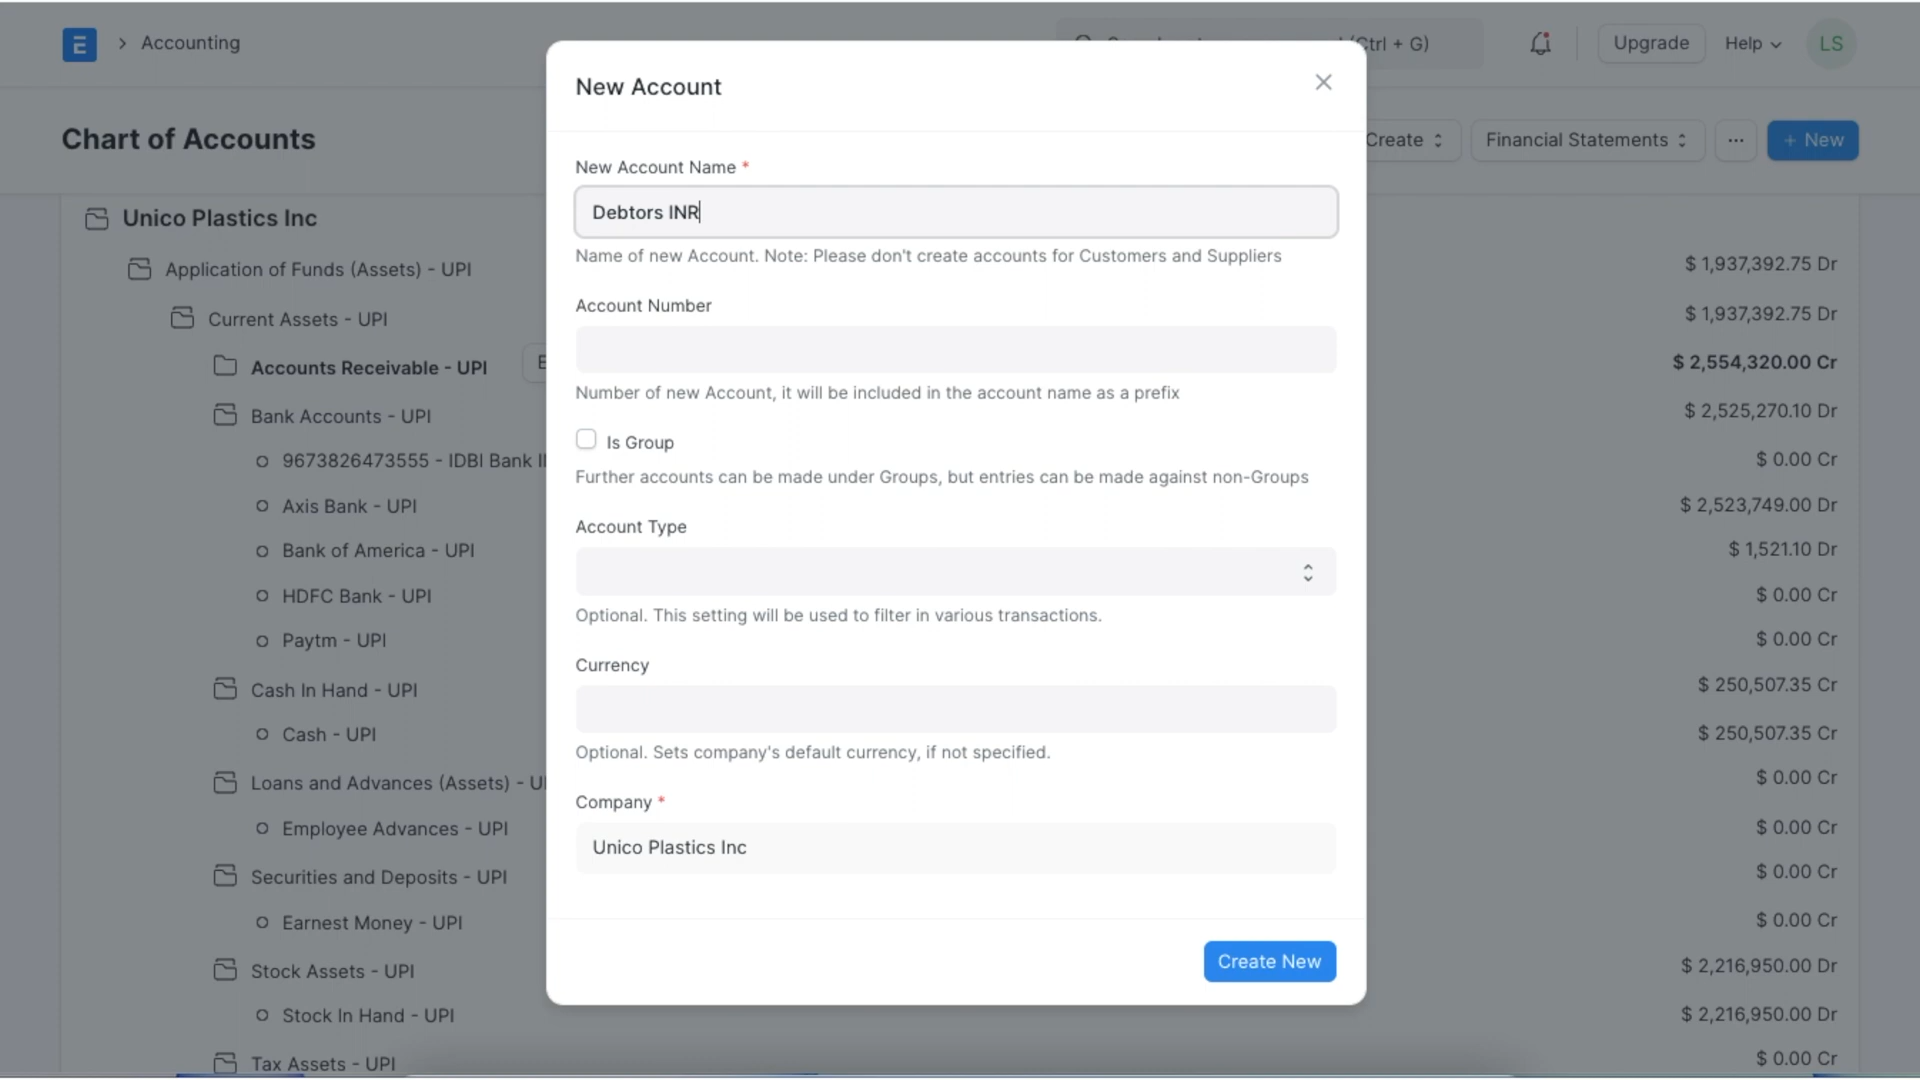 E > Accounting
(Ctrl + G)
Upgrade
Help
LS
Chart of Accounts
Create
Financial Statements
...
+ New
New Account
New Account Name *
Debtors INR
Name of new Account. Note: Please don't create accounts for Customers and Suppliers
Account Number
Number of new Account, it will be included in the account name as a prefix
Is Group
Further accounts can be made under Groups, but entries can be made against non-Groups
Account Type
Optional. This setting will be used to filter in various transactions.
Currency
Optional. Sets company's default currency, if not specified.
Company *
Unico Plastics Inc
Create New
Unico Plastics Inc
Application of Funds (Assets) - UPI $ 1,937,392.75 Dr
Current Assets - UPI $ 1,937,392.75 Dr
Accounts Receivable - UPI $ 2,554,320.00 Cr
Bank Accounts - UPI $ 2,525,270.10 Dr
9673826473555 - IDBI Bank $ 0.00 Cr
Axis Bank - UPI $ 2,523,749.00 Dr
Bank of America - UPI $ 1,521.10 Dr
HDFC Bank - UPI $ 0.00 Cr
Paytm - UPI $ 0.00 Cr
Cash In Hand - UPI $ 250,507.35 Cr
Cash - UPI $ 250,507.35 Cr
Loans and Advances (Assets) - $ 0.00 Cr
Employee Advances - UPI $ 0.00 Cr
Securities and Deposits - UPI $ 0.00 Cr
Earnest Money - UPI $ 0.00 Cr
Stock Assets - UPI $ 2,216,950.00 Dr
Stock In Hand - UPI $ 2,216,950.00 Dr
Tax Assets - UPI $ 0.00 Cr